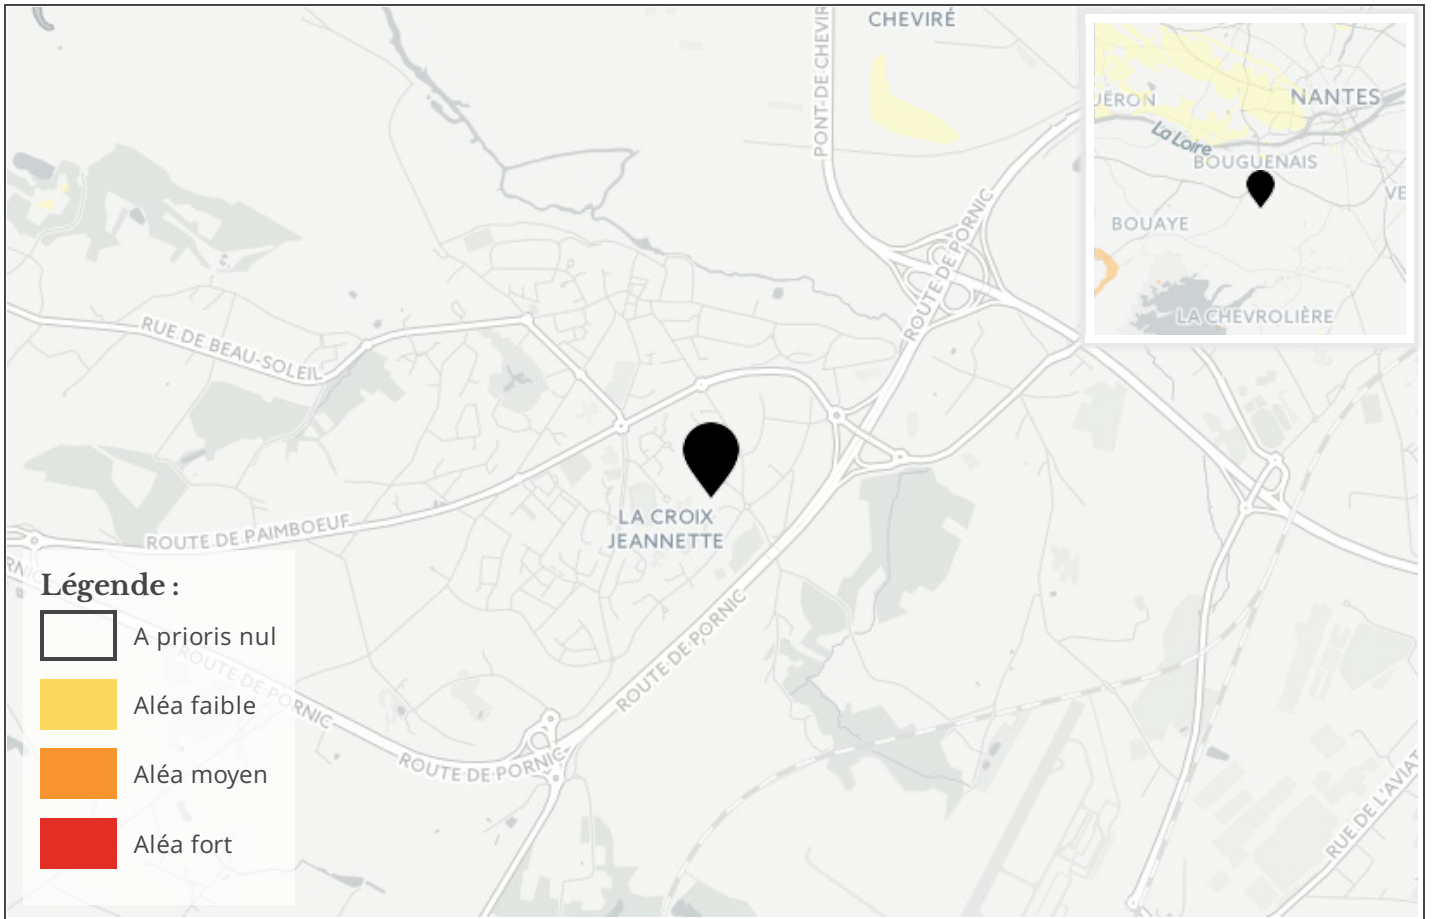 CHEVIRÉ
PONT-DE CHEVIR
ROUTE DE PORNIC
RUE DE BEAU-SOLEIL
LA CROIX
JEANNETTE
ROUTE DE PAIMBOEUF
ROUTE DE PORNIC
ROUTE-DE-PORNIC
ROUTE DE PORNIC
RUE DE L'AVIAT
RNIC
Légende :
A prioris nul
Aléa faible
Aléa moyen
Aléa fort
UËRON
NANTES
La Loire
BOUGUENAIS
VE
BOUAYE
LA CHEVROLIÈRE